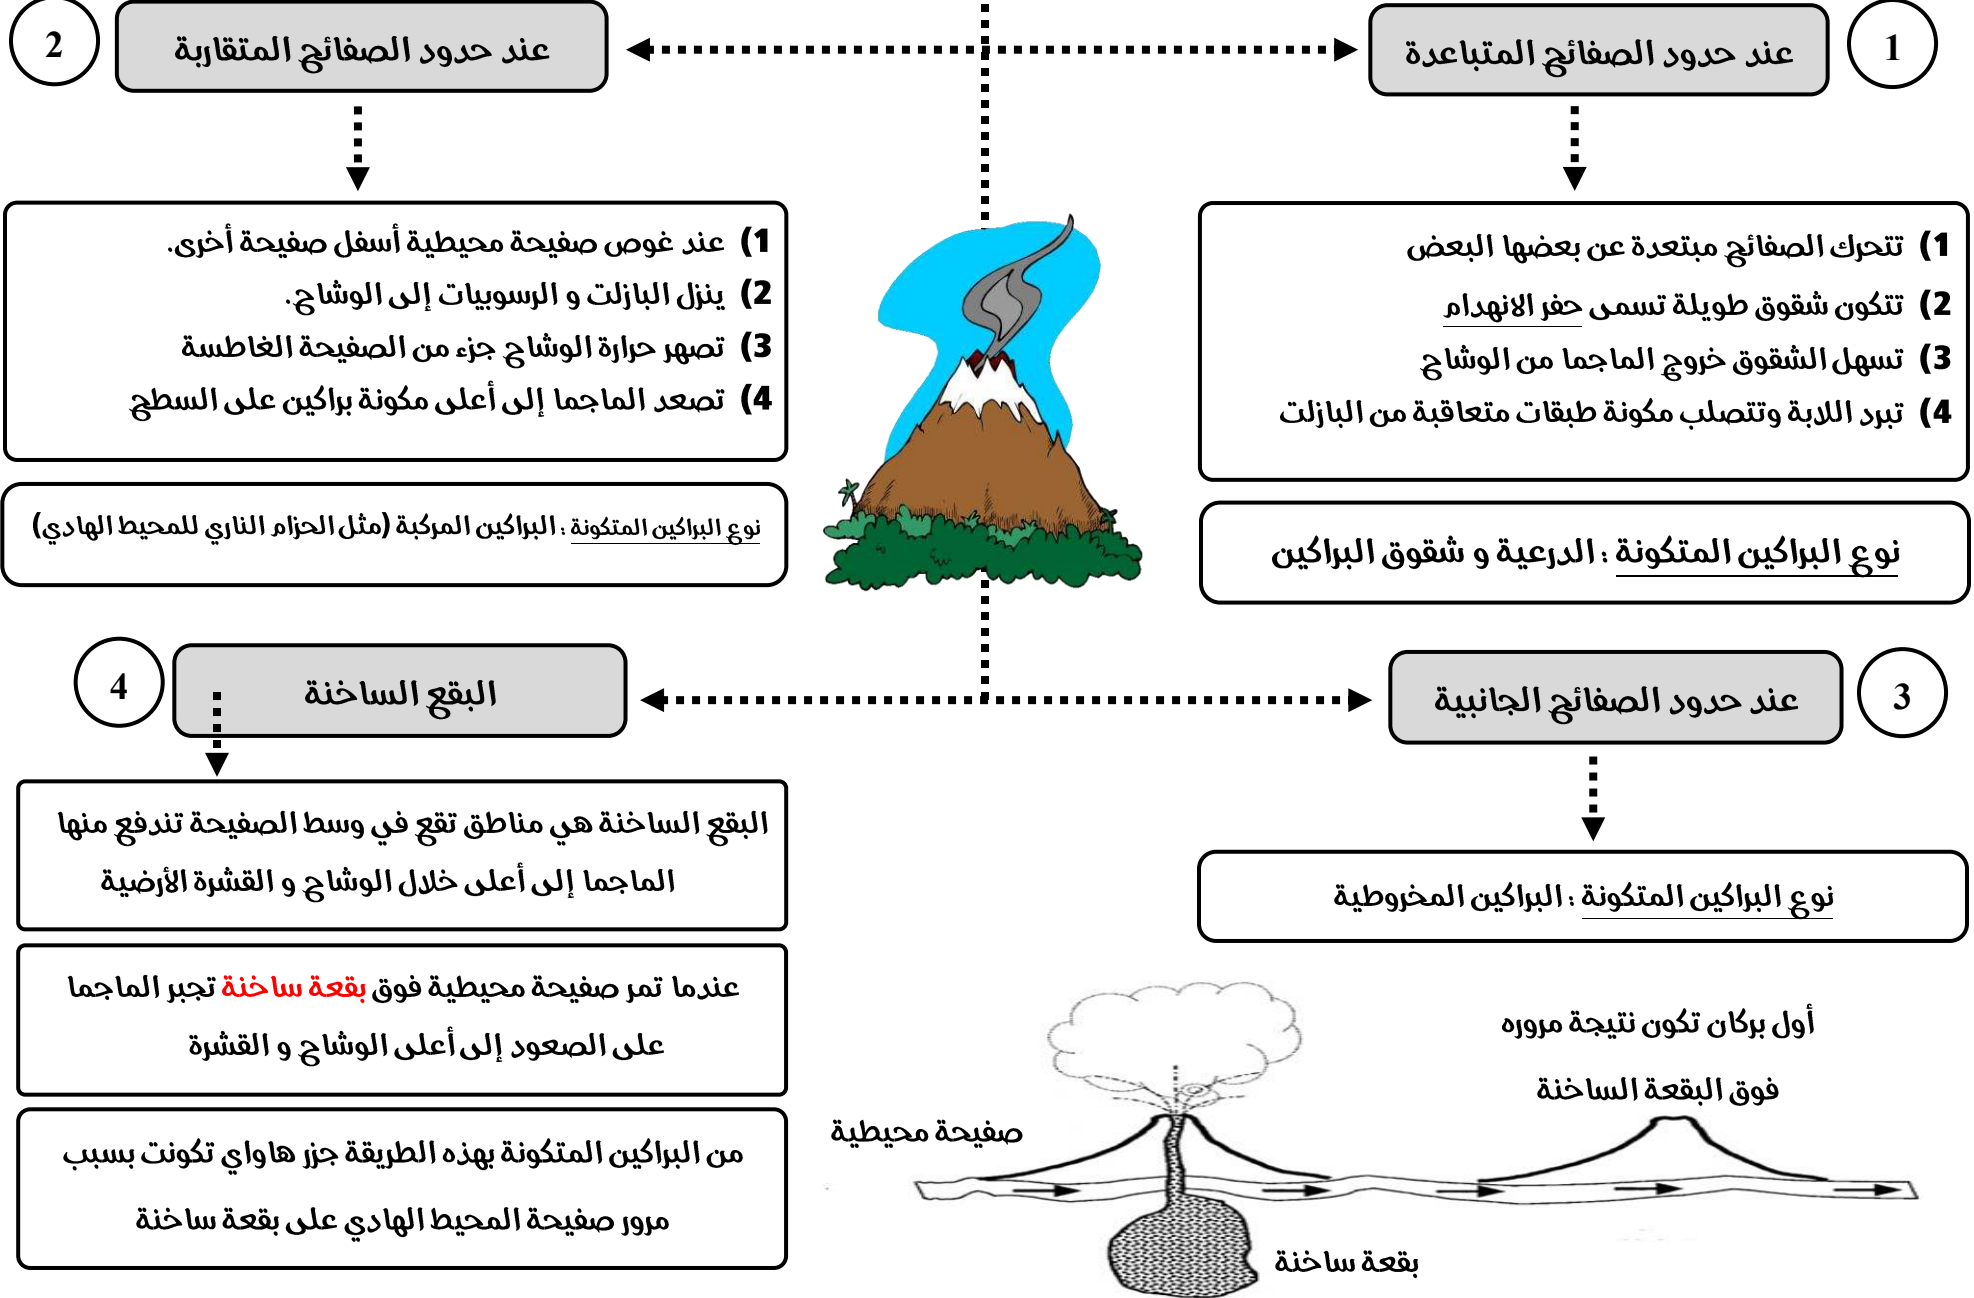 1
عند حدود الصفائح المتباعدة
1) تتحرك الصفائح مبتعدة عن بعضها البعض
2) تتكون شقوق طويلة تسمى حفر الانهدام
3) تسهل الشقوق خروج الماجما من الوشاح
4) تبرد اللابة وتتصلب مكونة طبقات متعاقبة من البازلت
نوع البراكين المتكونة : الدرعية و شقوق البراكين
2
عند حدود الصفائح المتقاربة
1) عند غوص صفيحة محيطية أسفل صفيحة أخرى.
2) ينزل البازلت و الرسوبيات إلى الوشاح.
3) تصهر حرارة الوشاح جزء من الصفيحة الغاطسة
4) تصعد الماجما إلى أعلى مكونة براكين على السطح
نوع البراكين المتكونة : البراكين المركبة (مثل الحزام الناري للمحيط الهادي)
3
عند حدود الصفائح الجانبية
نوع البراكين المتكونة : البراكين المخروطية
4
البقع الساخنة
البقع الساخنة هي مناطق تقع في وسط الصفيحة تندفع منها
الماجما إلى أعلى خلال الوشاح و القشرة الأرضية
عندما تمر صفيحة محيطية فوق بقعة ساخنة تجبر الماجما
على الصعود إلى أعلى الوشاح و القشرة
من البراكين المتكونة بهذه الطريقة جزر هاواي تكونت بسبب
مرور صفيحة المحيط الهادي على بقعة ساخنة
أول بركان تكون نتيجة مروره
فوق البقعة الساخنة
صفيحة محيطية
بقعة ساخنة